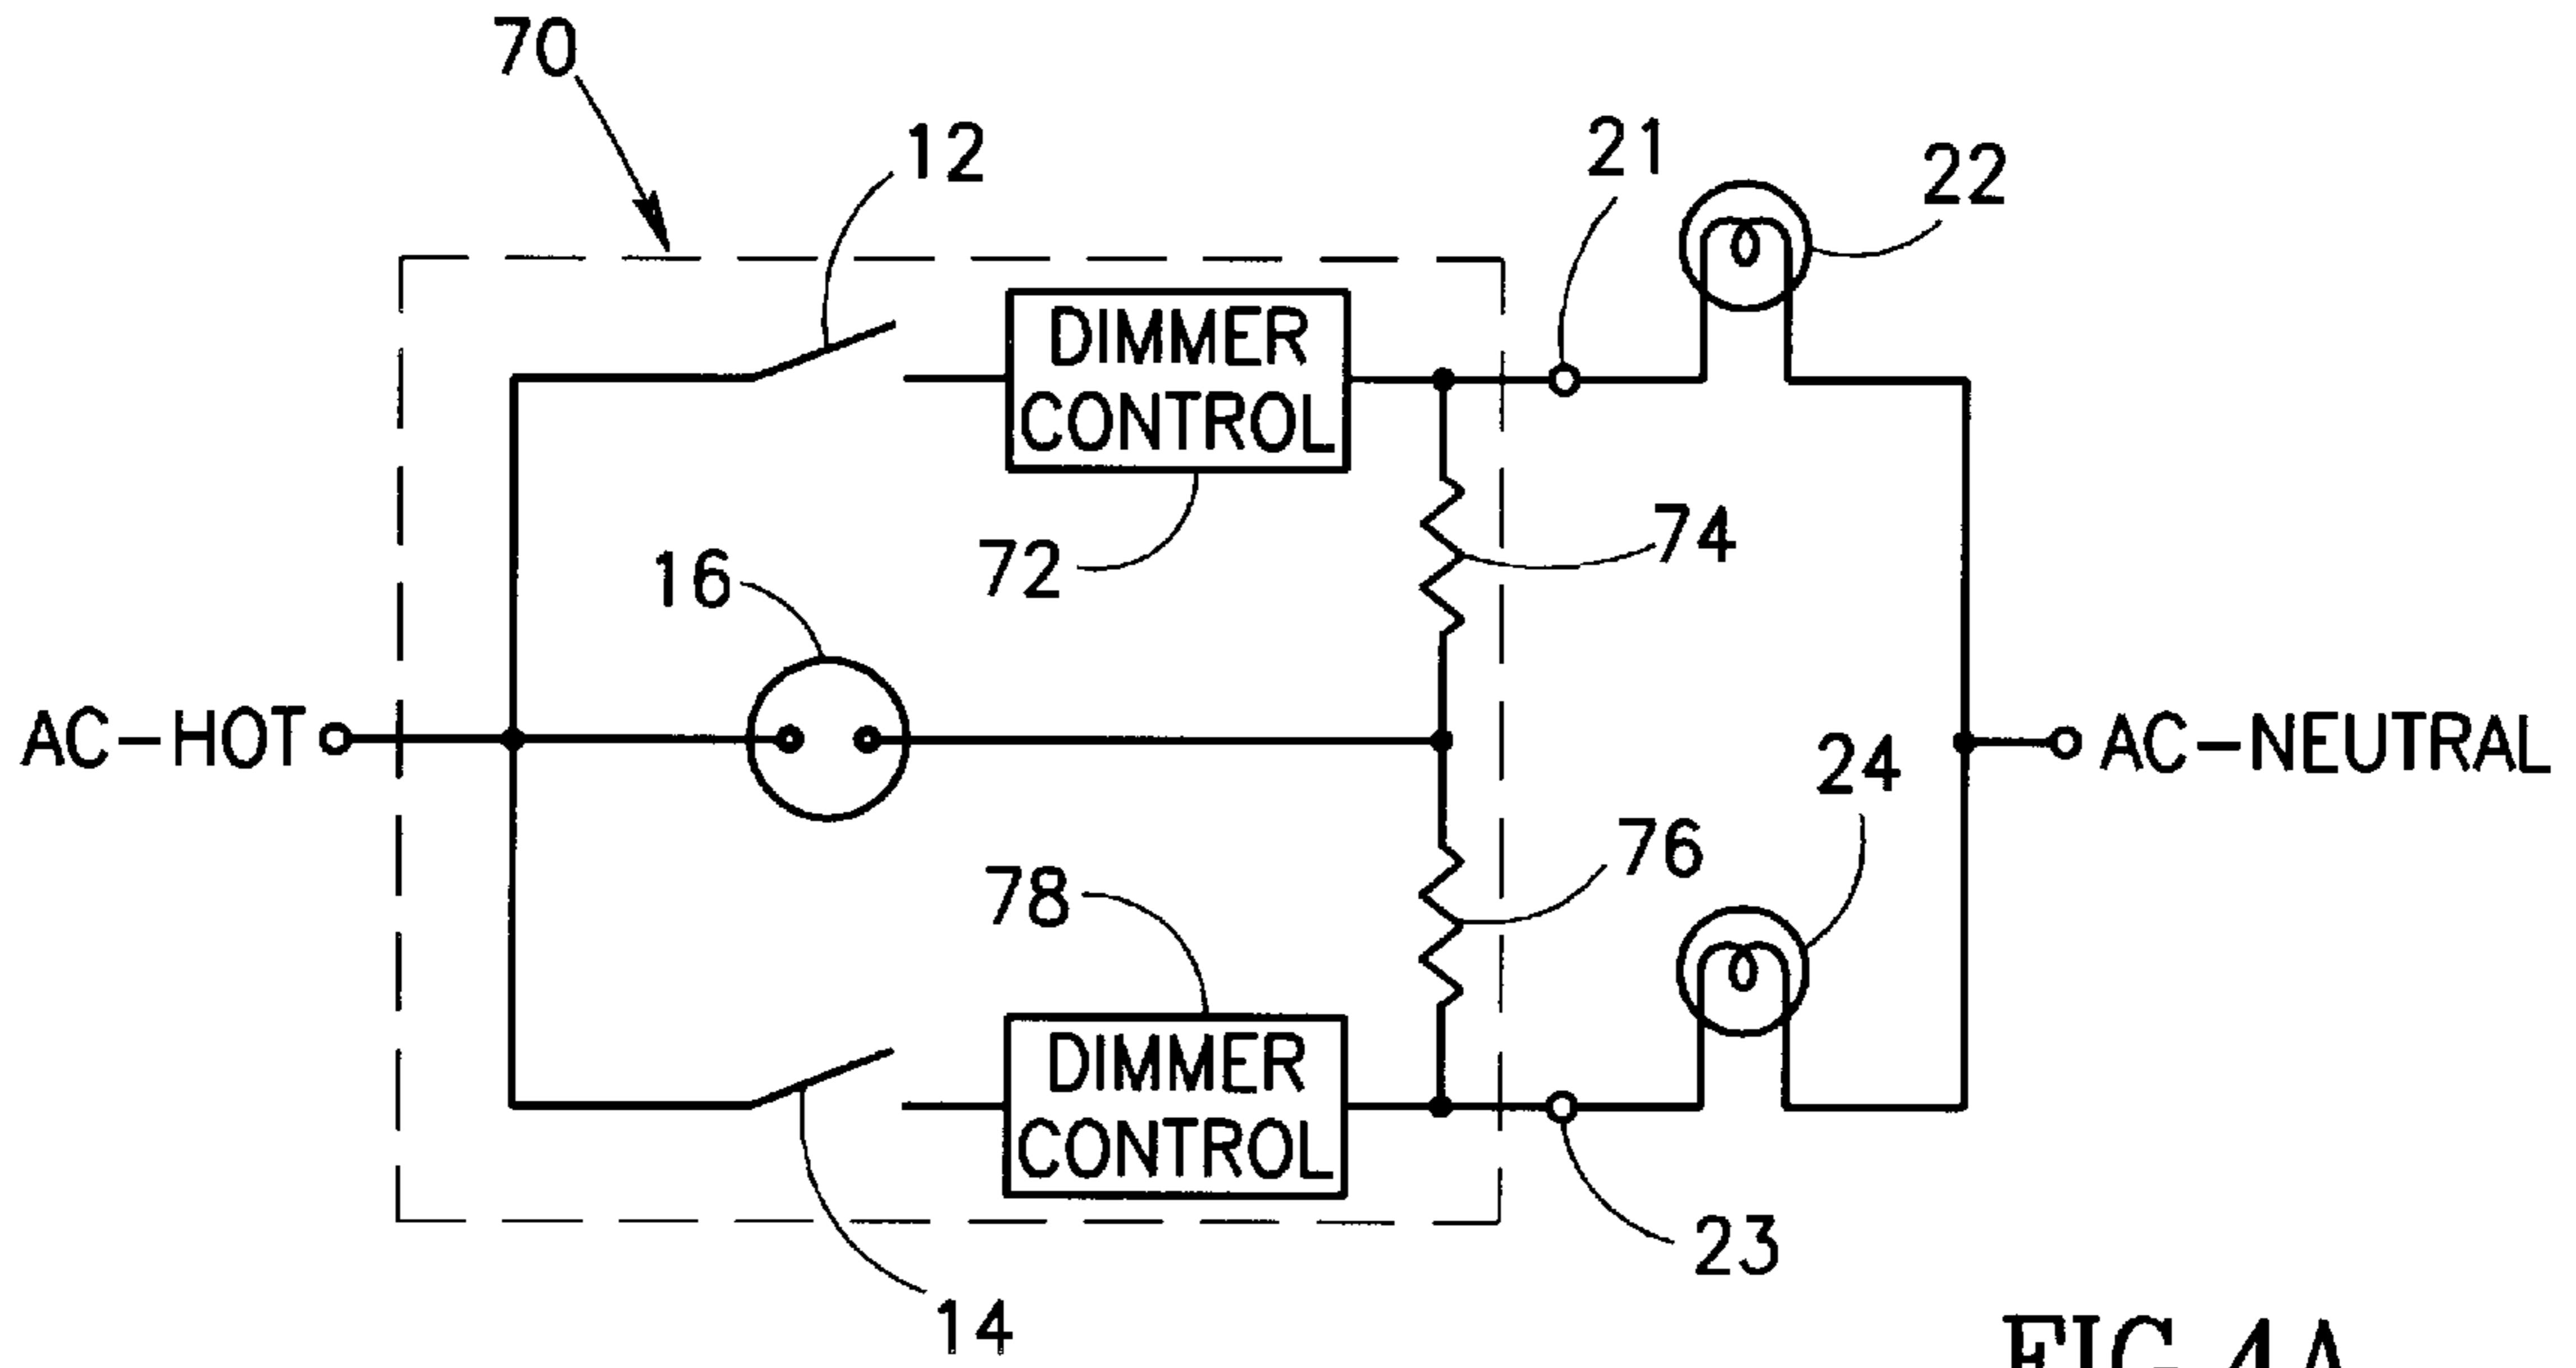 70
12
21
22
DIMMER
CONTROL
72
74
16
AC-HOT
AC-NEUTRAL
24
76
78
DIMMER
CONTROL
23
14
FIG. 4A